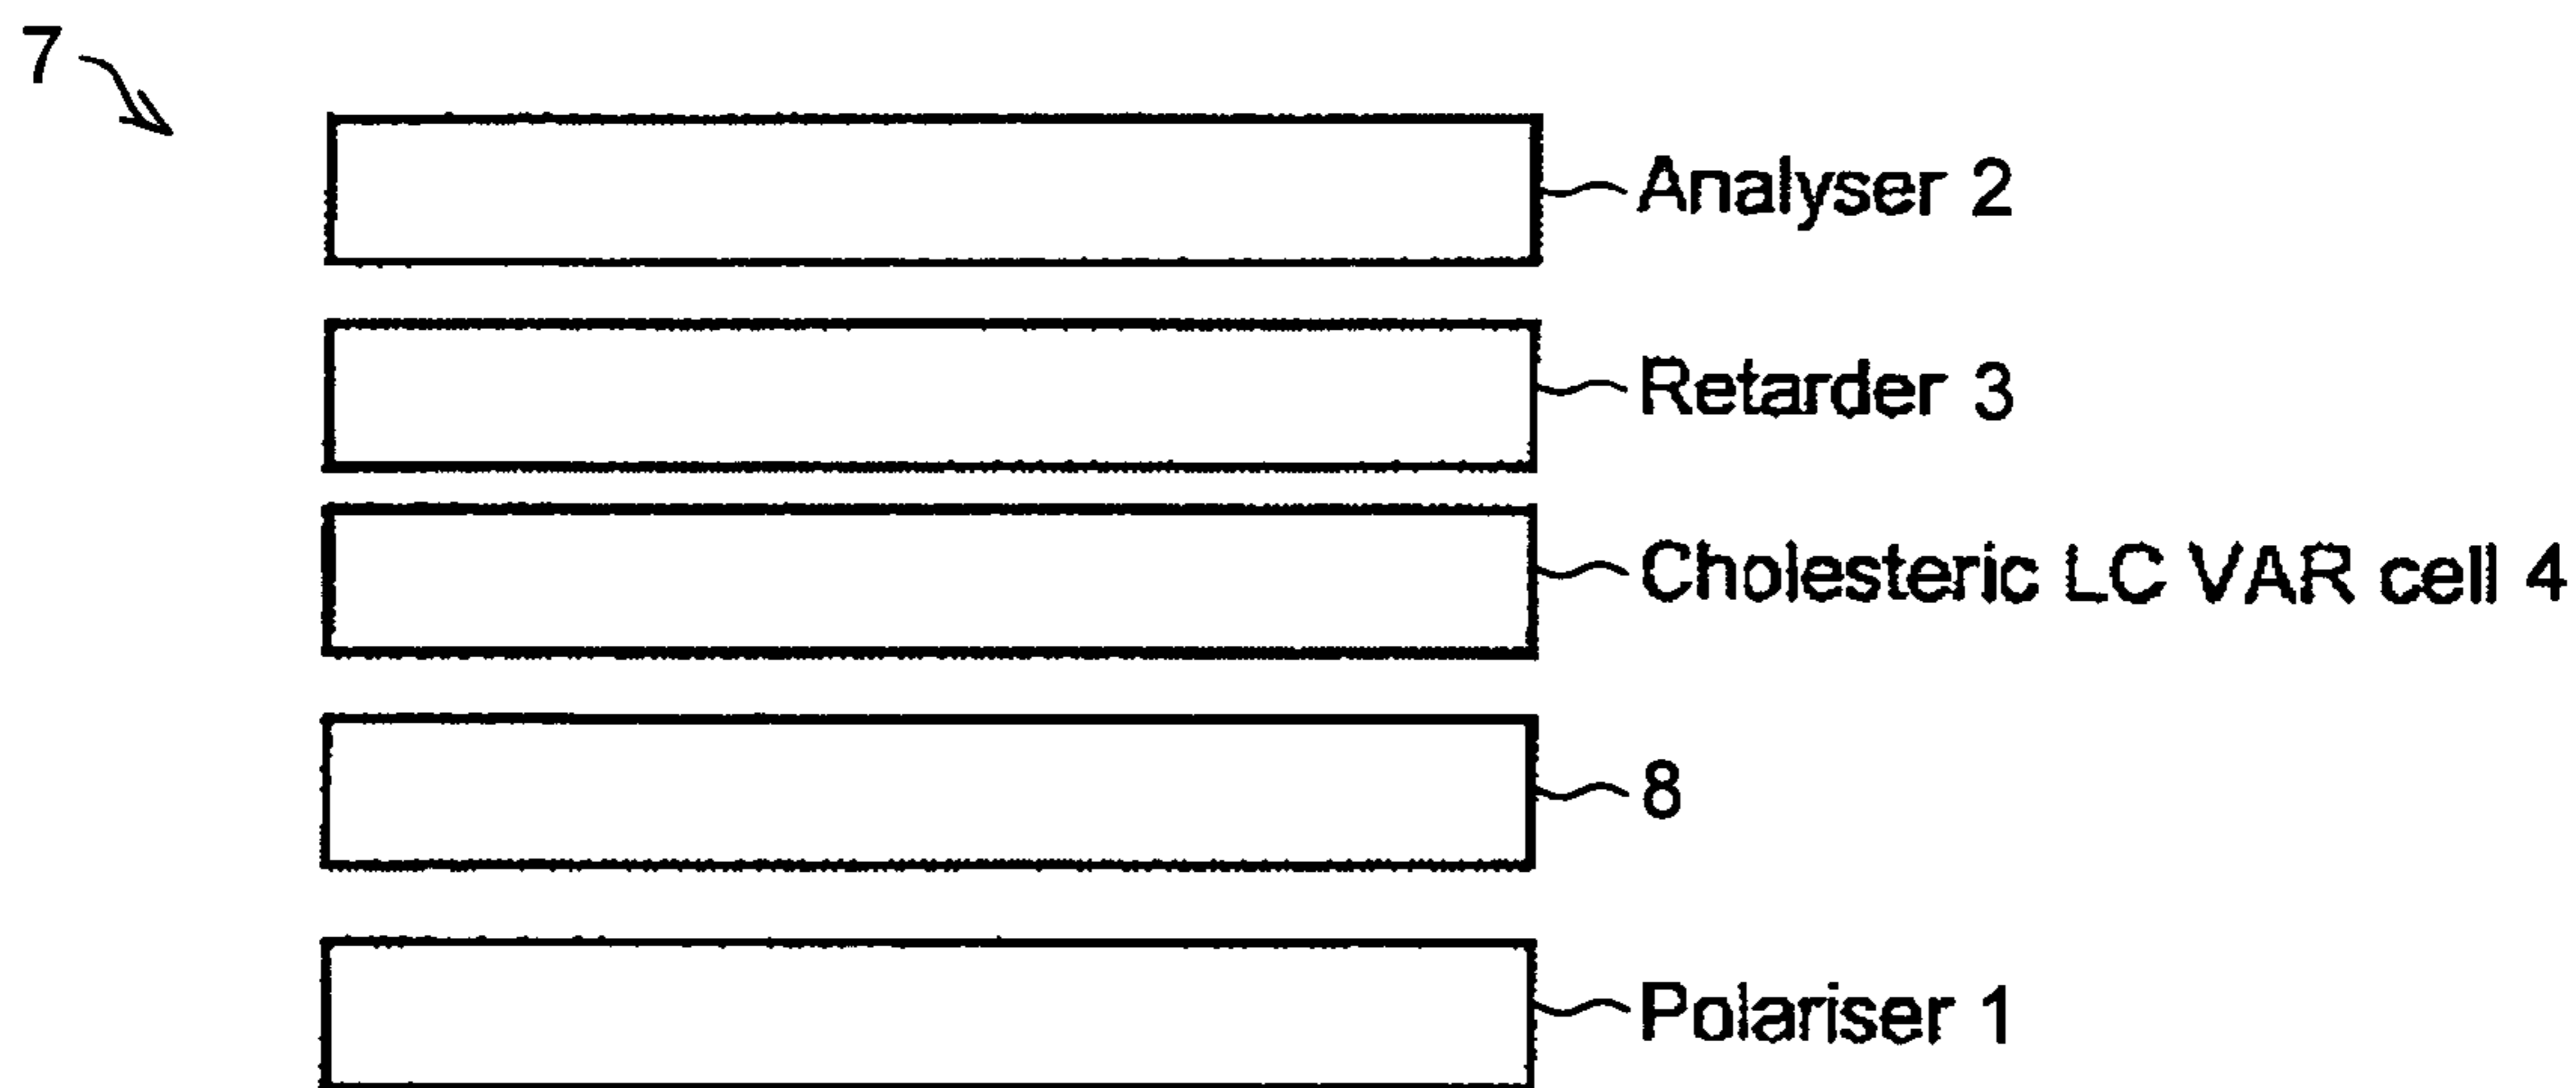 7
Analyser 2
Retarder 3
Cholesteric LC VAR cell 4
8
Polariser 1